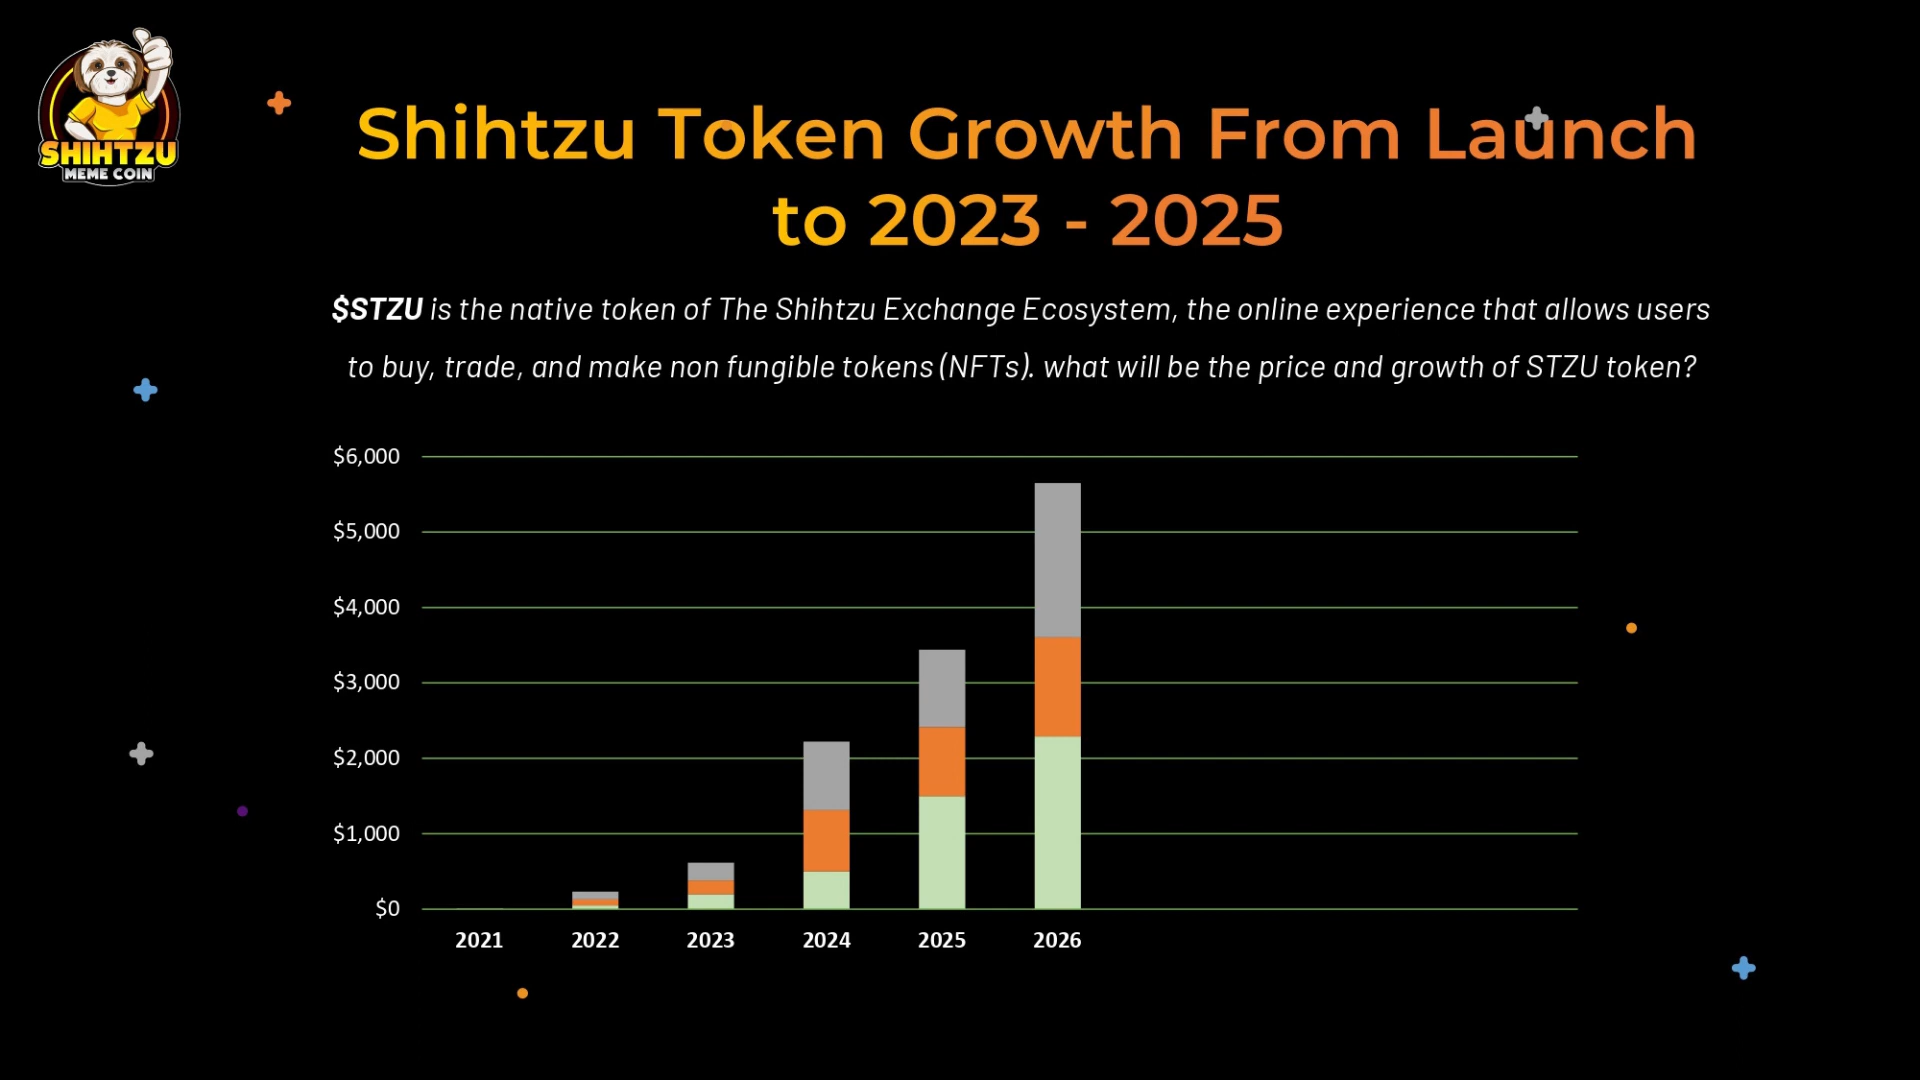 SHIHTZU
MEME COIN
Shihtzu Token Growth From Launch
to 2023 - 2025
$STZU is the native token of The Shihtzu Exchange Ecosystem, the online experience that allows users
to buy, trade, and make non fungible tokens (NFTs). what will be the price and growth of STZU token?
$6,000
$5,000
$4,000
$3,000
$2,000
$1,000
$0
2021 2022 2023 2024 2025 2026